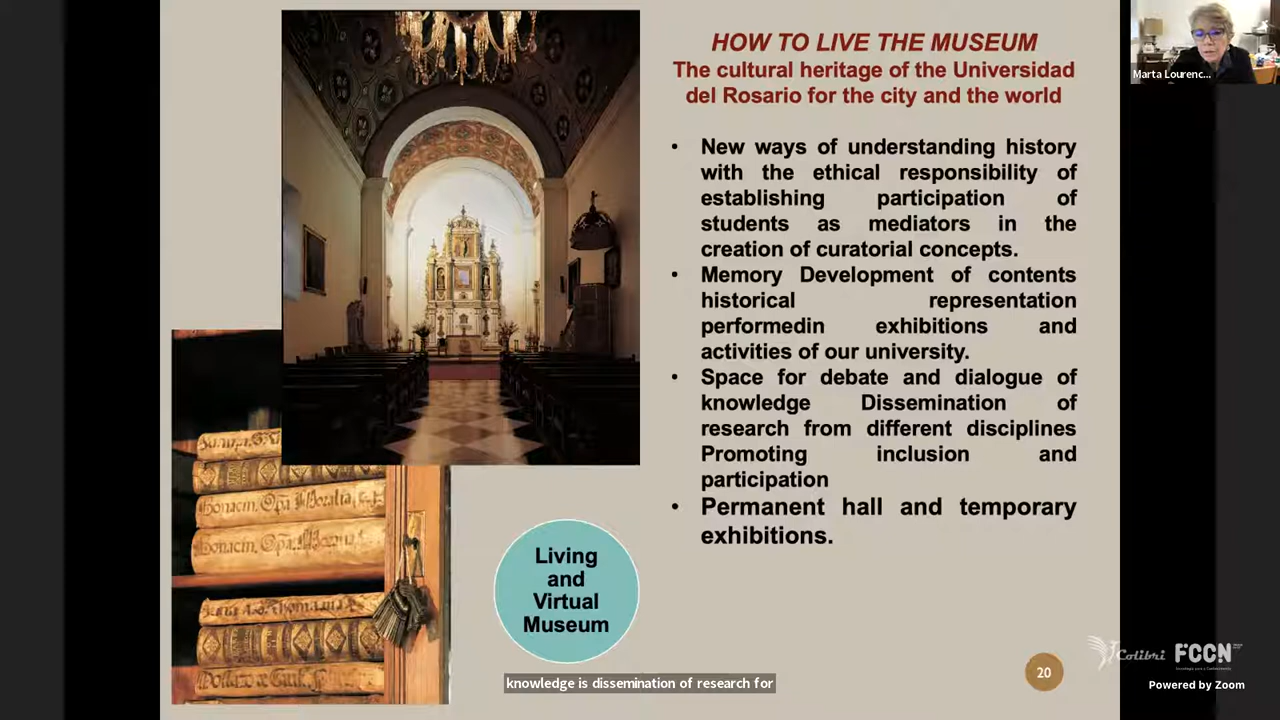 HOW TO LIVE THE MUSEUM
The cultural heritage of the Universidad
del Rosario for the city and the world
• New ways of understanding history
with the ethical responsibility of
establishing participation of
students as mediators in the
creation of curatorial concepts.
• Memory Development of contents
historical representation
performedin exhibitions and
activities of our university.
• Space for debate and dialogue of
knowledge Dissemination of
research from different disciplines
Promoting inclusion and
participation
• Permanent hall and temporary
exhibitions.
Living
and
Virtual
Museum
20
knowledge is dissemination of research for
Marta Lourenc...
Colibri FCCN
Powered by Zoom